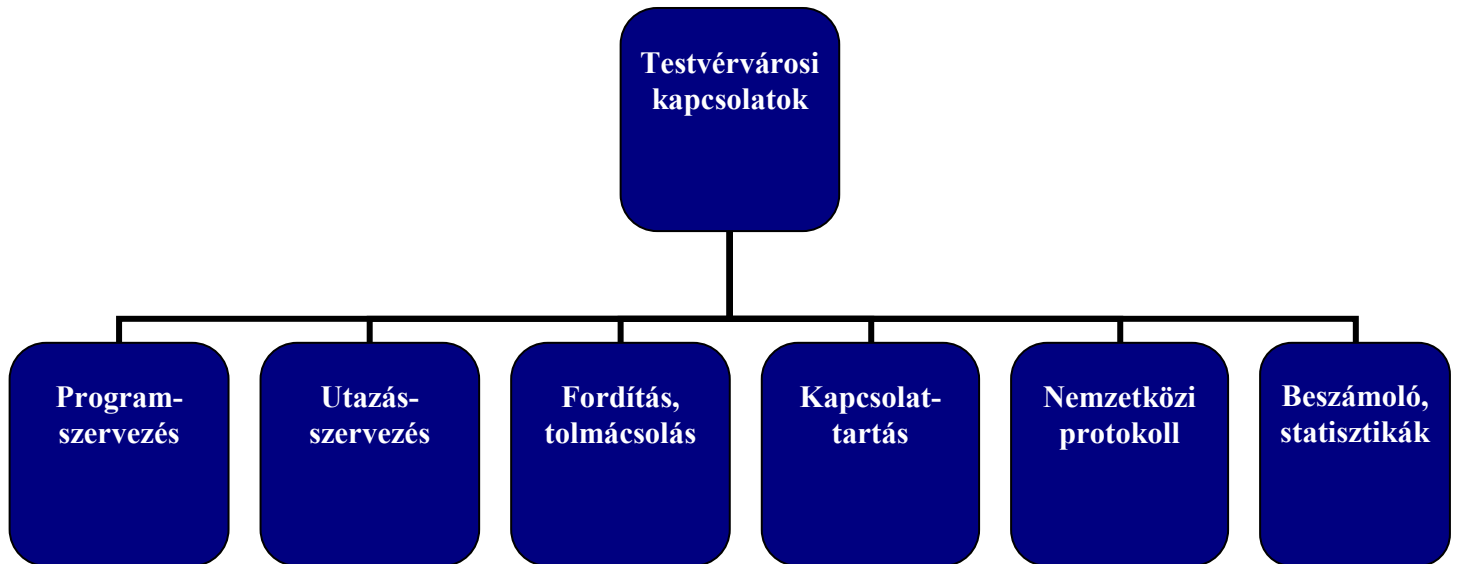 Testvérvárosi
kapcsolatok
Program-
szervezés
Utazás-
szervezés
Fordítás,
tolmácsolás
Kapcsolat-
tartás
Nemzetközi
protokoll
Beszámoló,
statisztikák